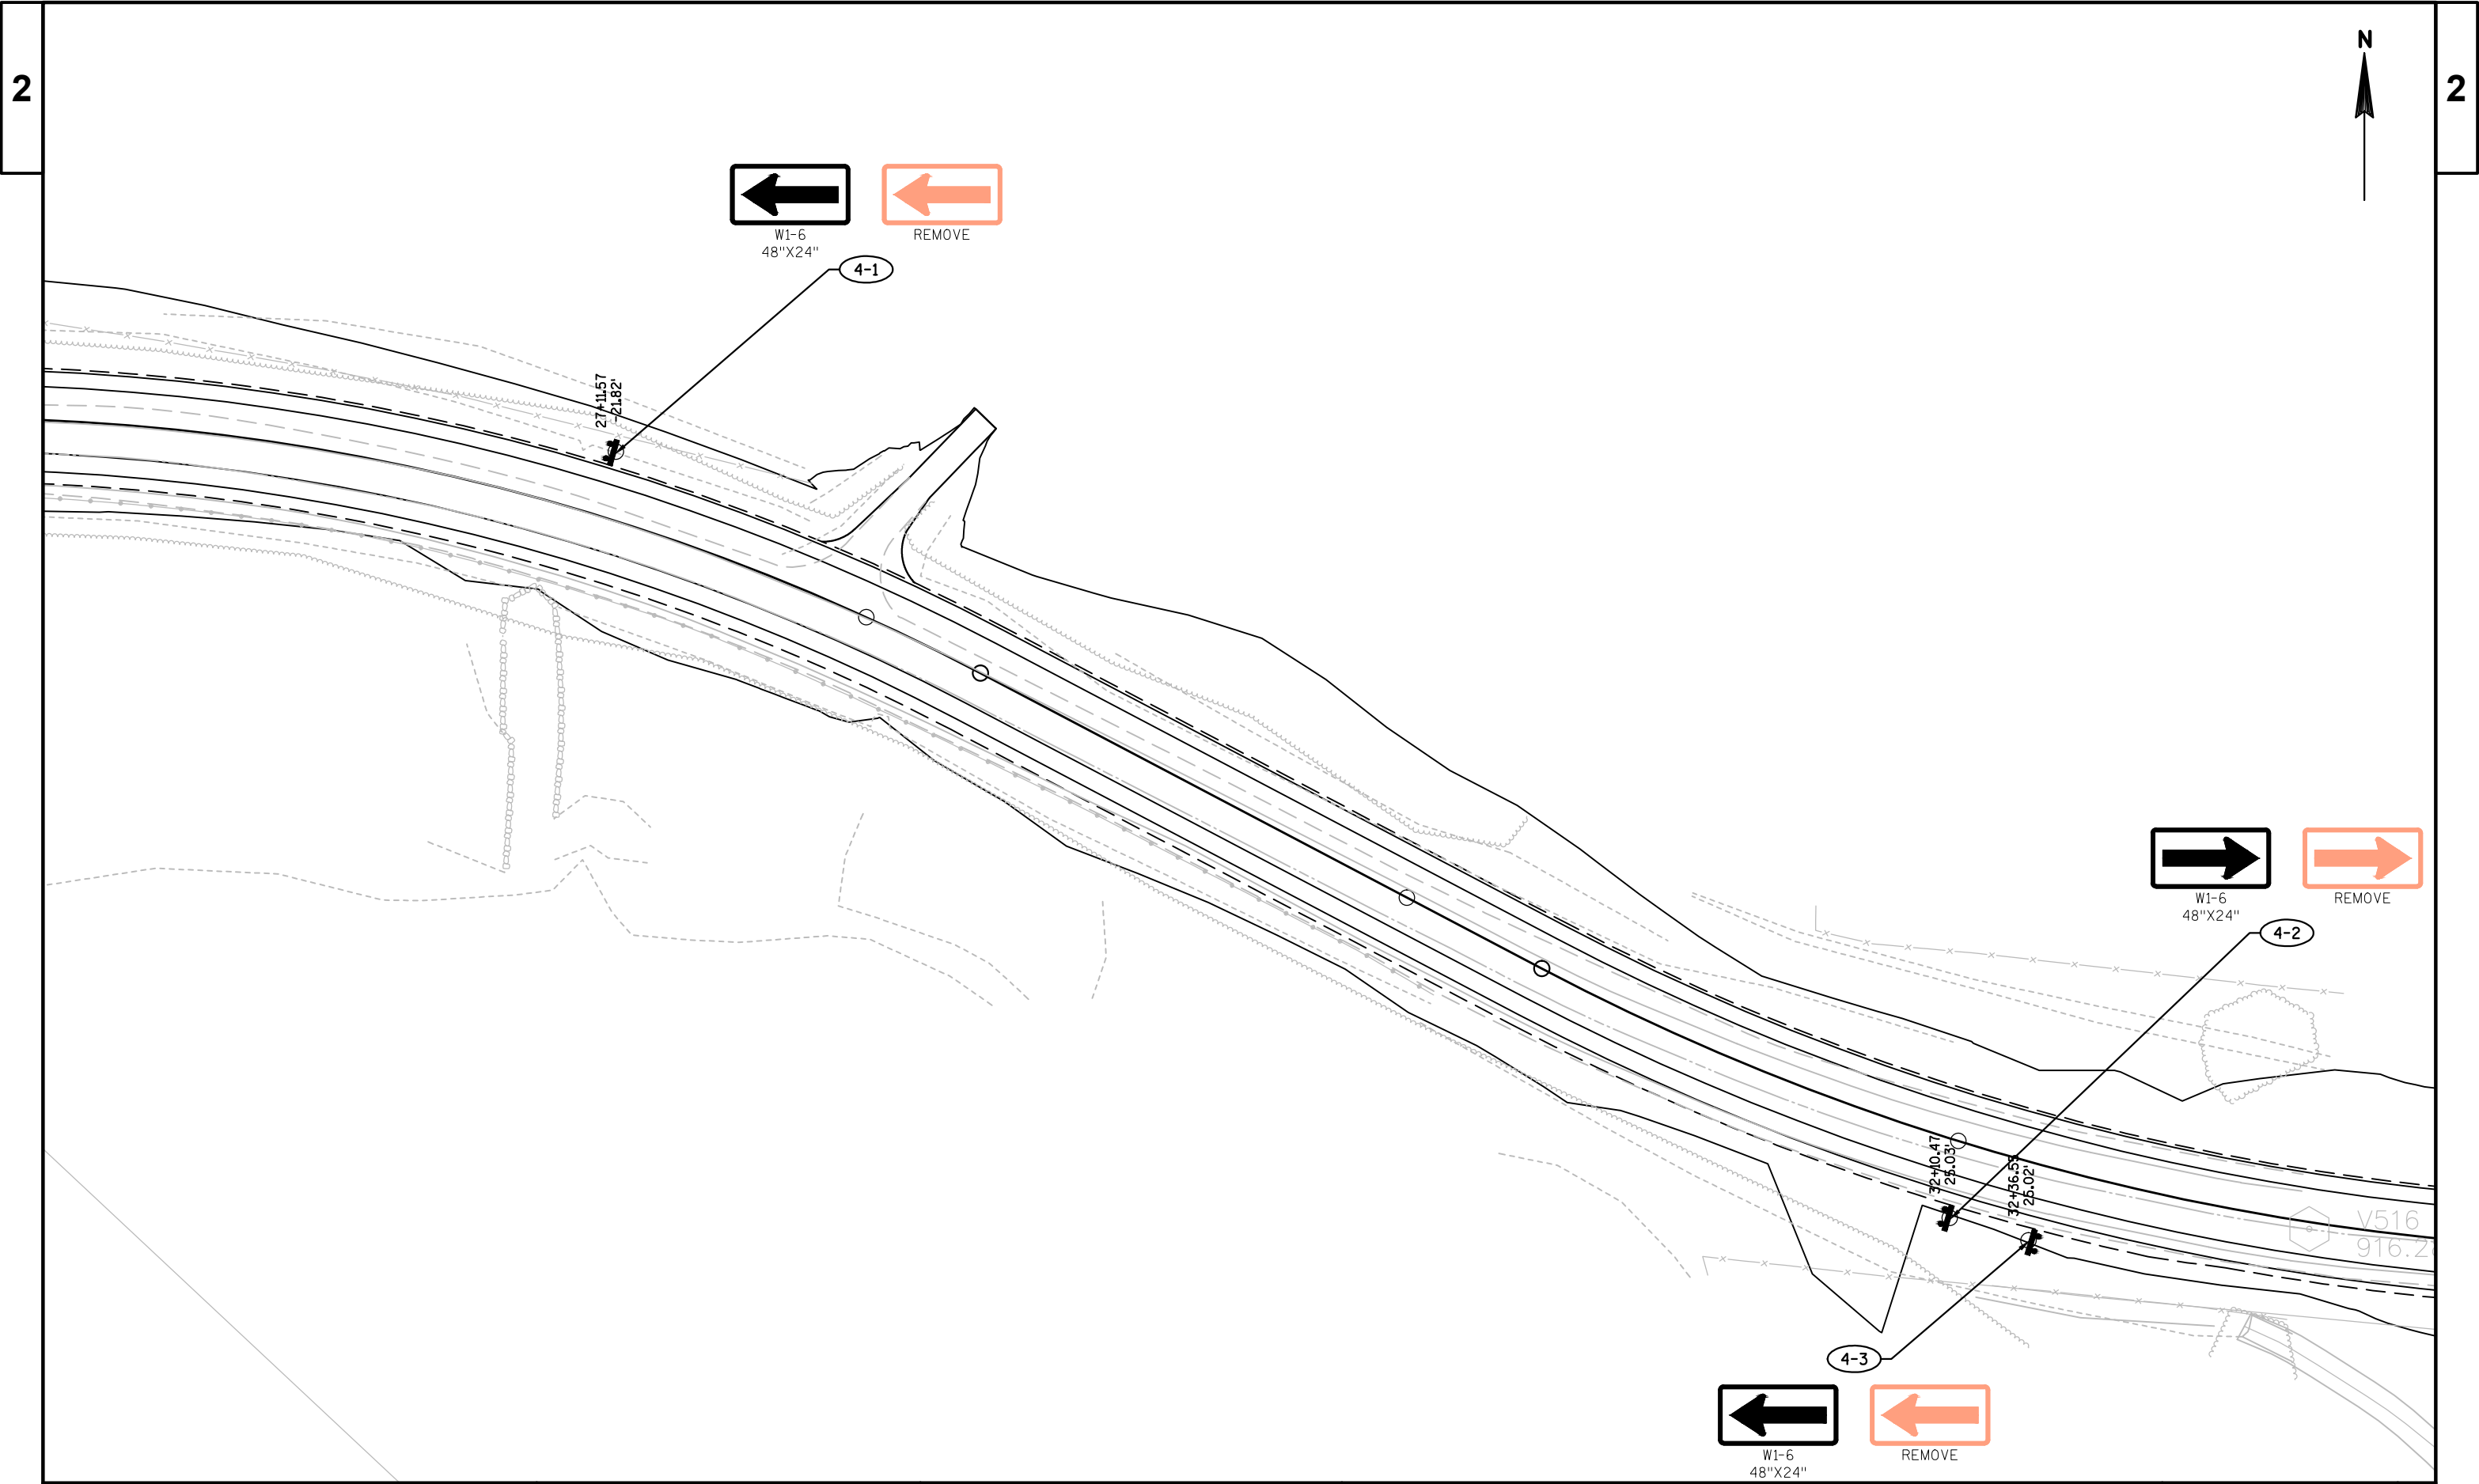 2
2
N
W1-6
48"X24"
REMOVE
4-1
27+11.57
-21.82'
W1-6
48"X24"
REMOVE
4-2
32+10.47
25.03'
32+36.55
25.02'
V516
4-3
W1-6
48"X24"
REMOVE